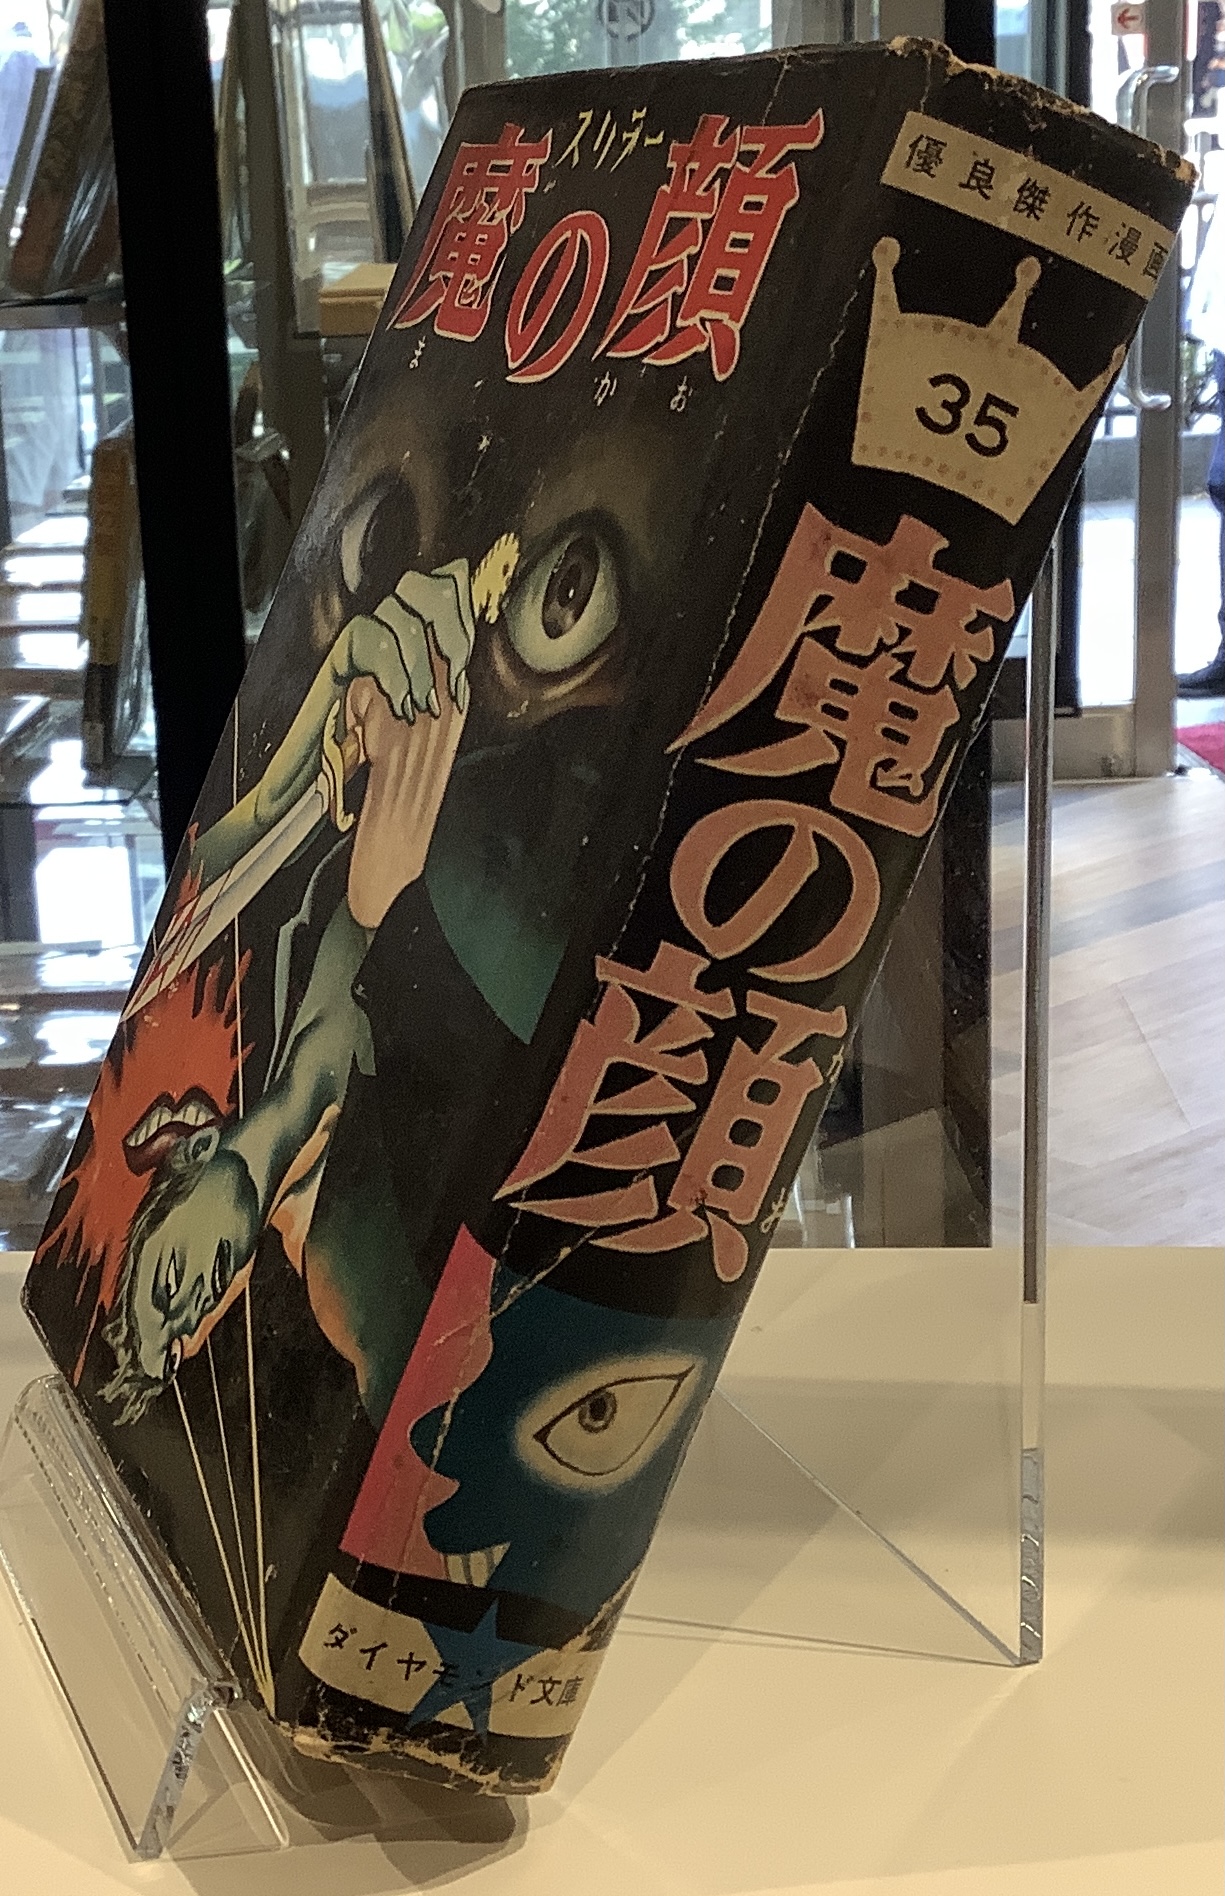 スリラー
魔の顔
ま か お
優良傑作漫画
35
魔の顔
ダイヤモンド文庫